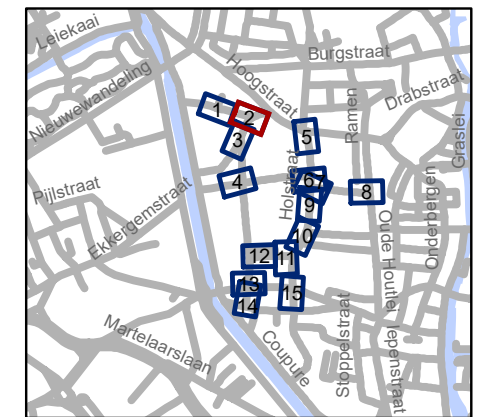 Leiekaai
Nieuwewandeling
Hoogstraat
Burgstraat
Drabstraat
Ramen
Graslei
1
2
3
5
4
Pijlstraat
Ekkergemstraat
Holstraat
6
7
8
9
10
Oude Houtlei
Onderbergen
12
11
13
14
15
Martelaarslaan
Coupure
Stoppelstraat
Iepenstraat